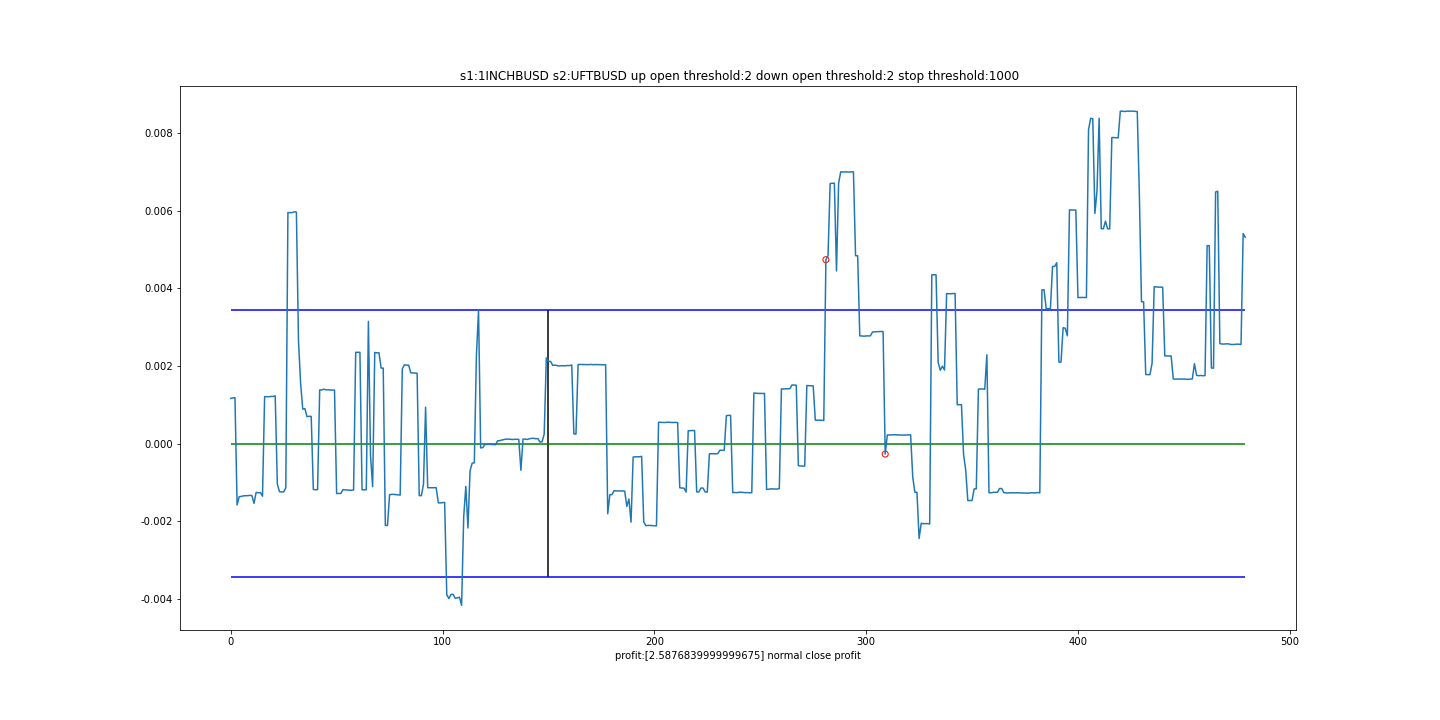 s1:1INCHBUSD s2:UFTBUSD up open threshold:2 down open threshold:2 stop threshold:1000
0.008
0.006
0.004
0.002
0.000
-0.002
-0.004
0 100 200 300 400 500
profit:[2.5876839999999675] normal close profit